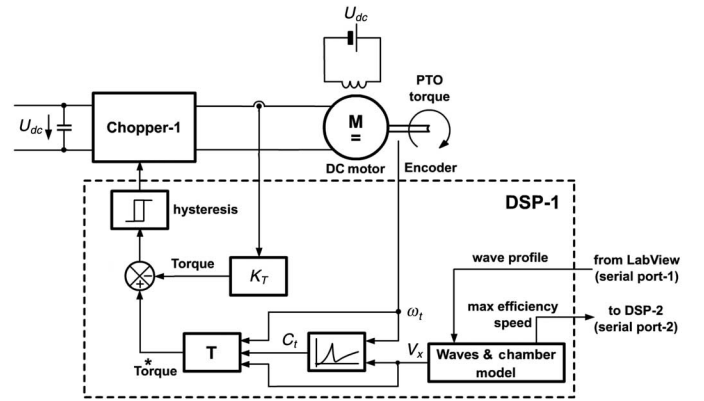 U_dc
PTO
torque
U_dc
Chopper-1
M
=
DC motor
Encoder
DSP-1
hysteresis
Torque
K_T
wave profile
from LabView
(serial port-1)
max efficiency
speed
to DSP-2
(serial port-2)
ω_t
T
C_t
V_x
Waves & chamber
model
*
Torque
- 
+